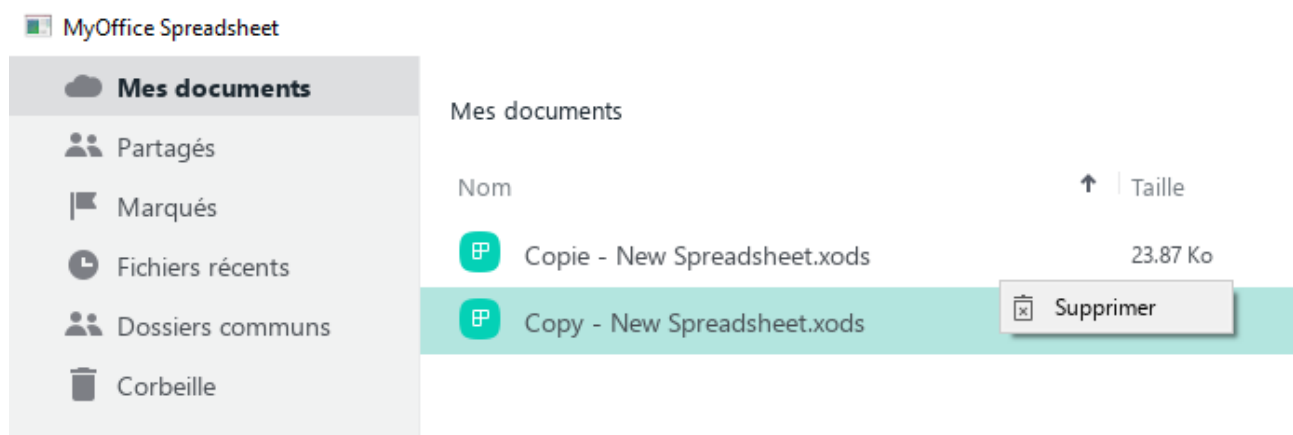 MyOffice Spreadsheet
Mes documents
Partagés
Marqués
Fichiers récents
Dossiers communs
Corbeille
Mes documents
Nom Taille
Copie - New Spreadsheet.xods 23.87 Ko
Copy - New Spreadsheet.xods
Supprimer